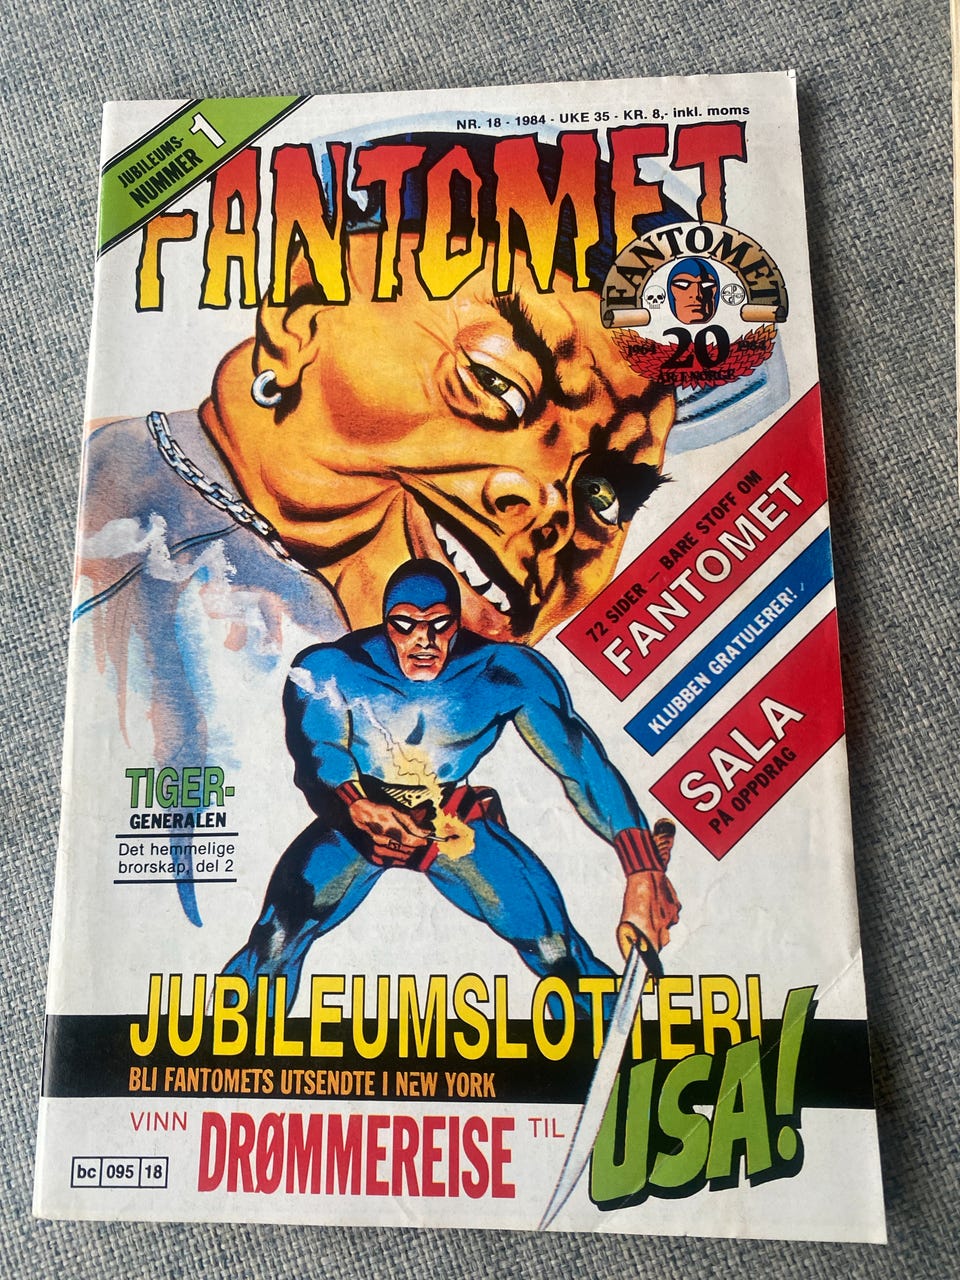 JUBILEUMS-
NUMMER 1
NR. 18 - 1984 - UKE 35 - KR. 8,- inkl. moms
FANTOMET
FANTOMET
20
ÅR I NORGE
72 SIDER — BARE STOFF OM
FANTOMET
KLUBBEN GRATULERER!
SALA
PÅ OPPDRAG
TIGER-
GENERALEN
Det hemmelige
brorskap, del 2
JUBILEUMSLOTTERI
BLI FANTOMETS UTSENDTE I NEW YORK
VINN DRØMMEREISE TIL
USA!
bc 095 18